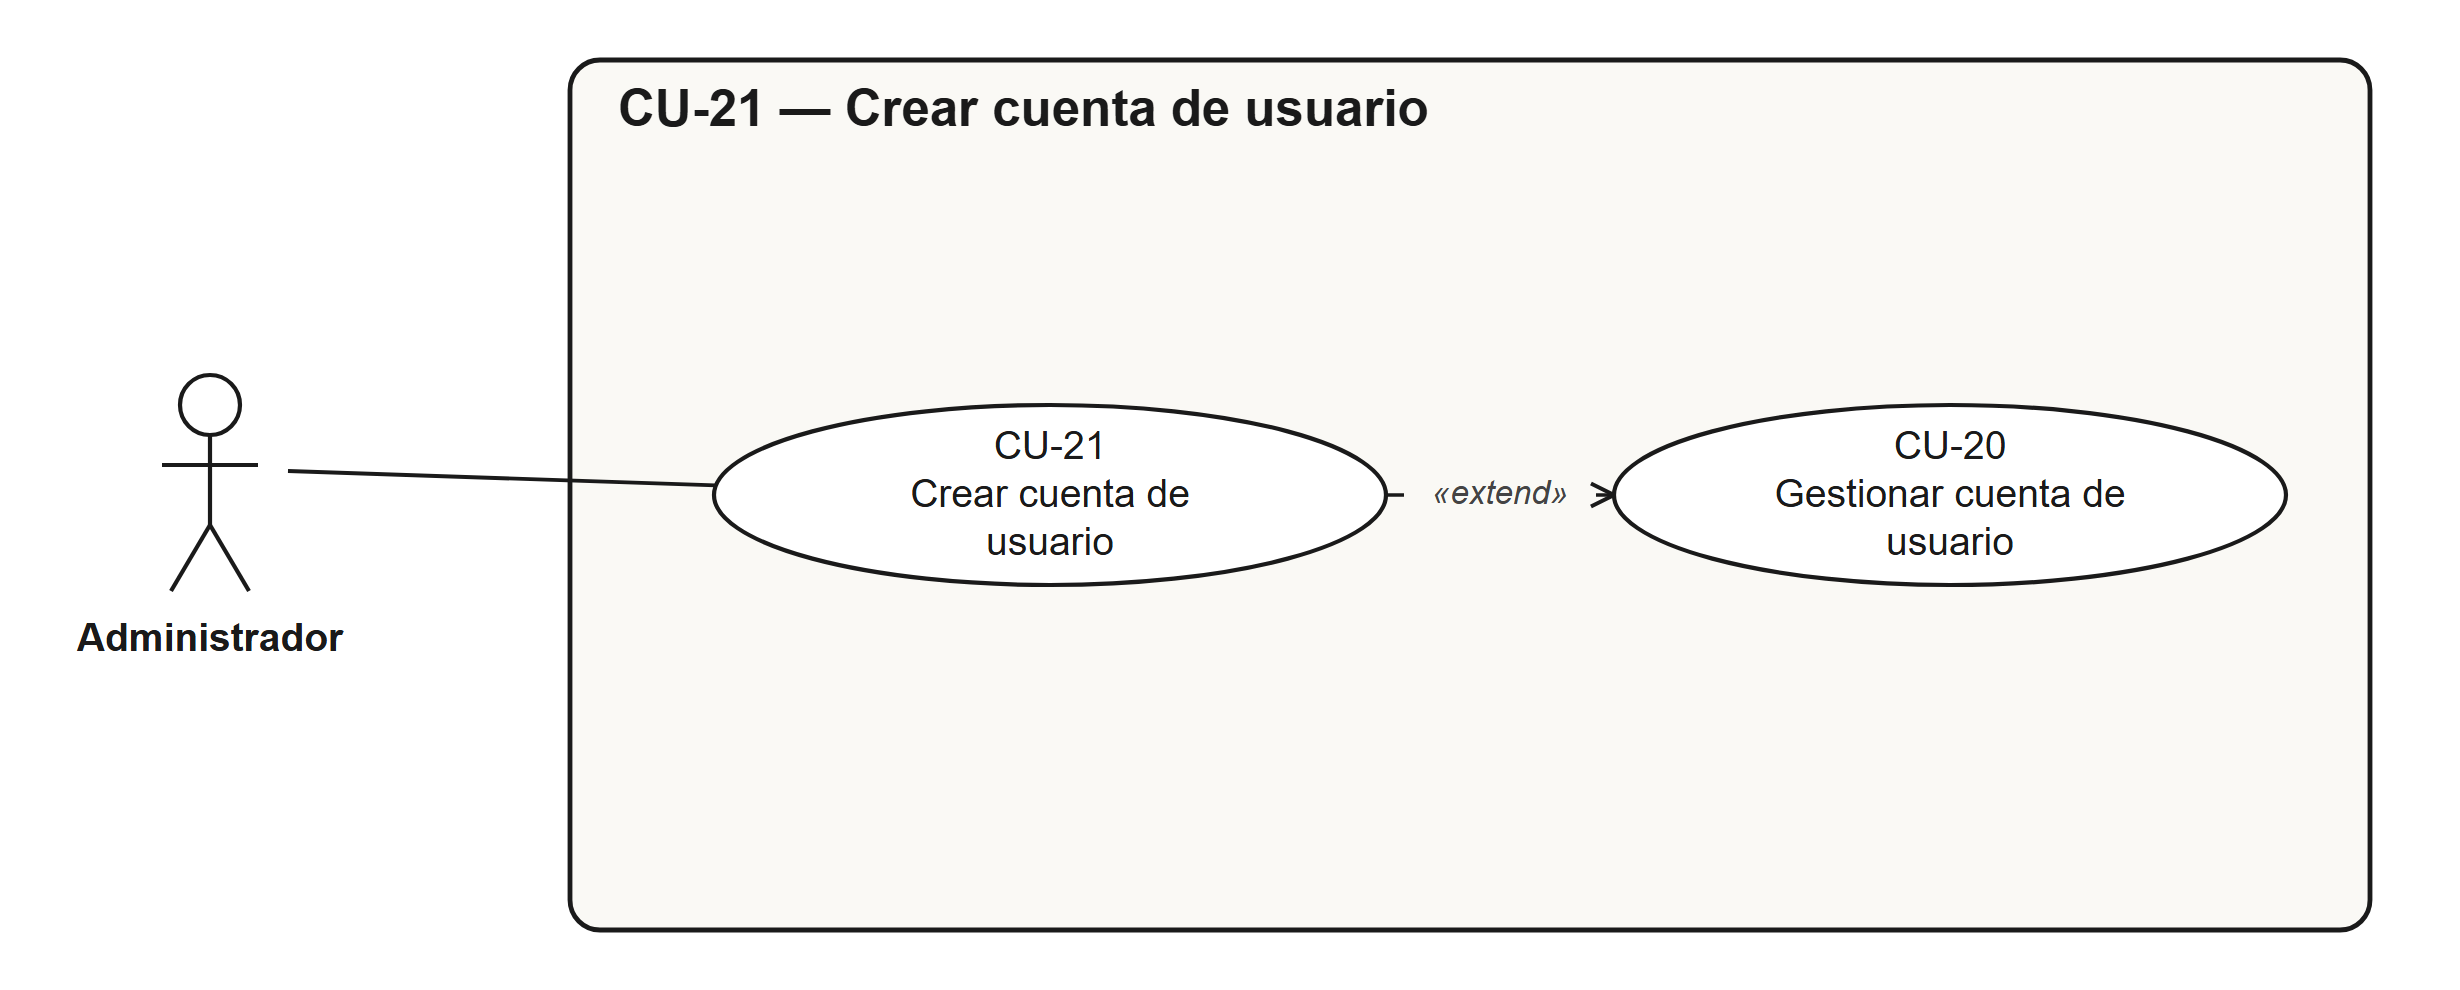 CU-21 — Crear cuenta de usuario
CU-21
Crear cuenta de
usuario
«extend»
CU-20
Gestionar cuenta de
usuario
Administrador